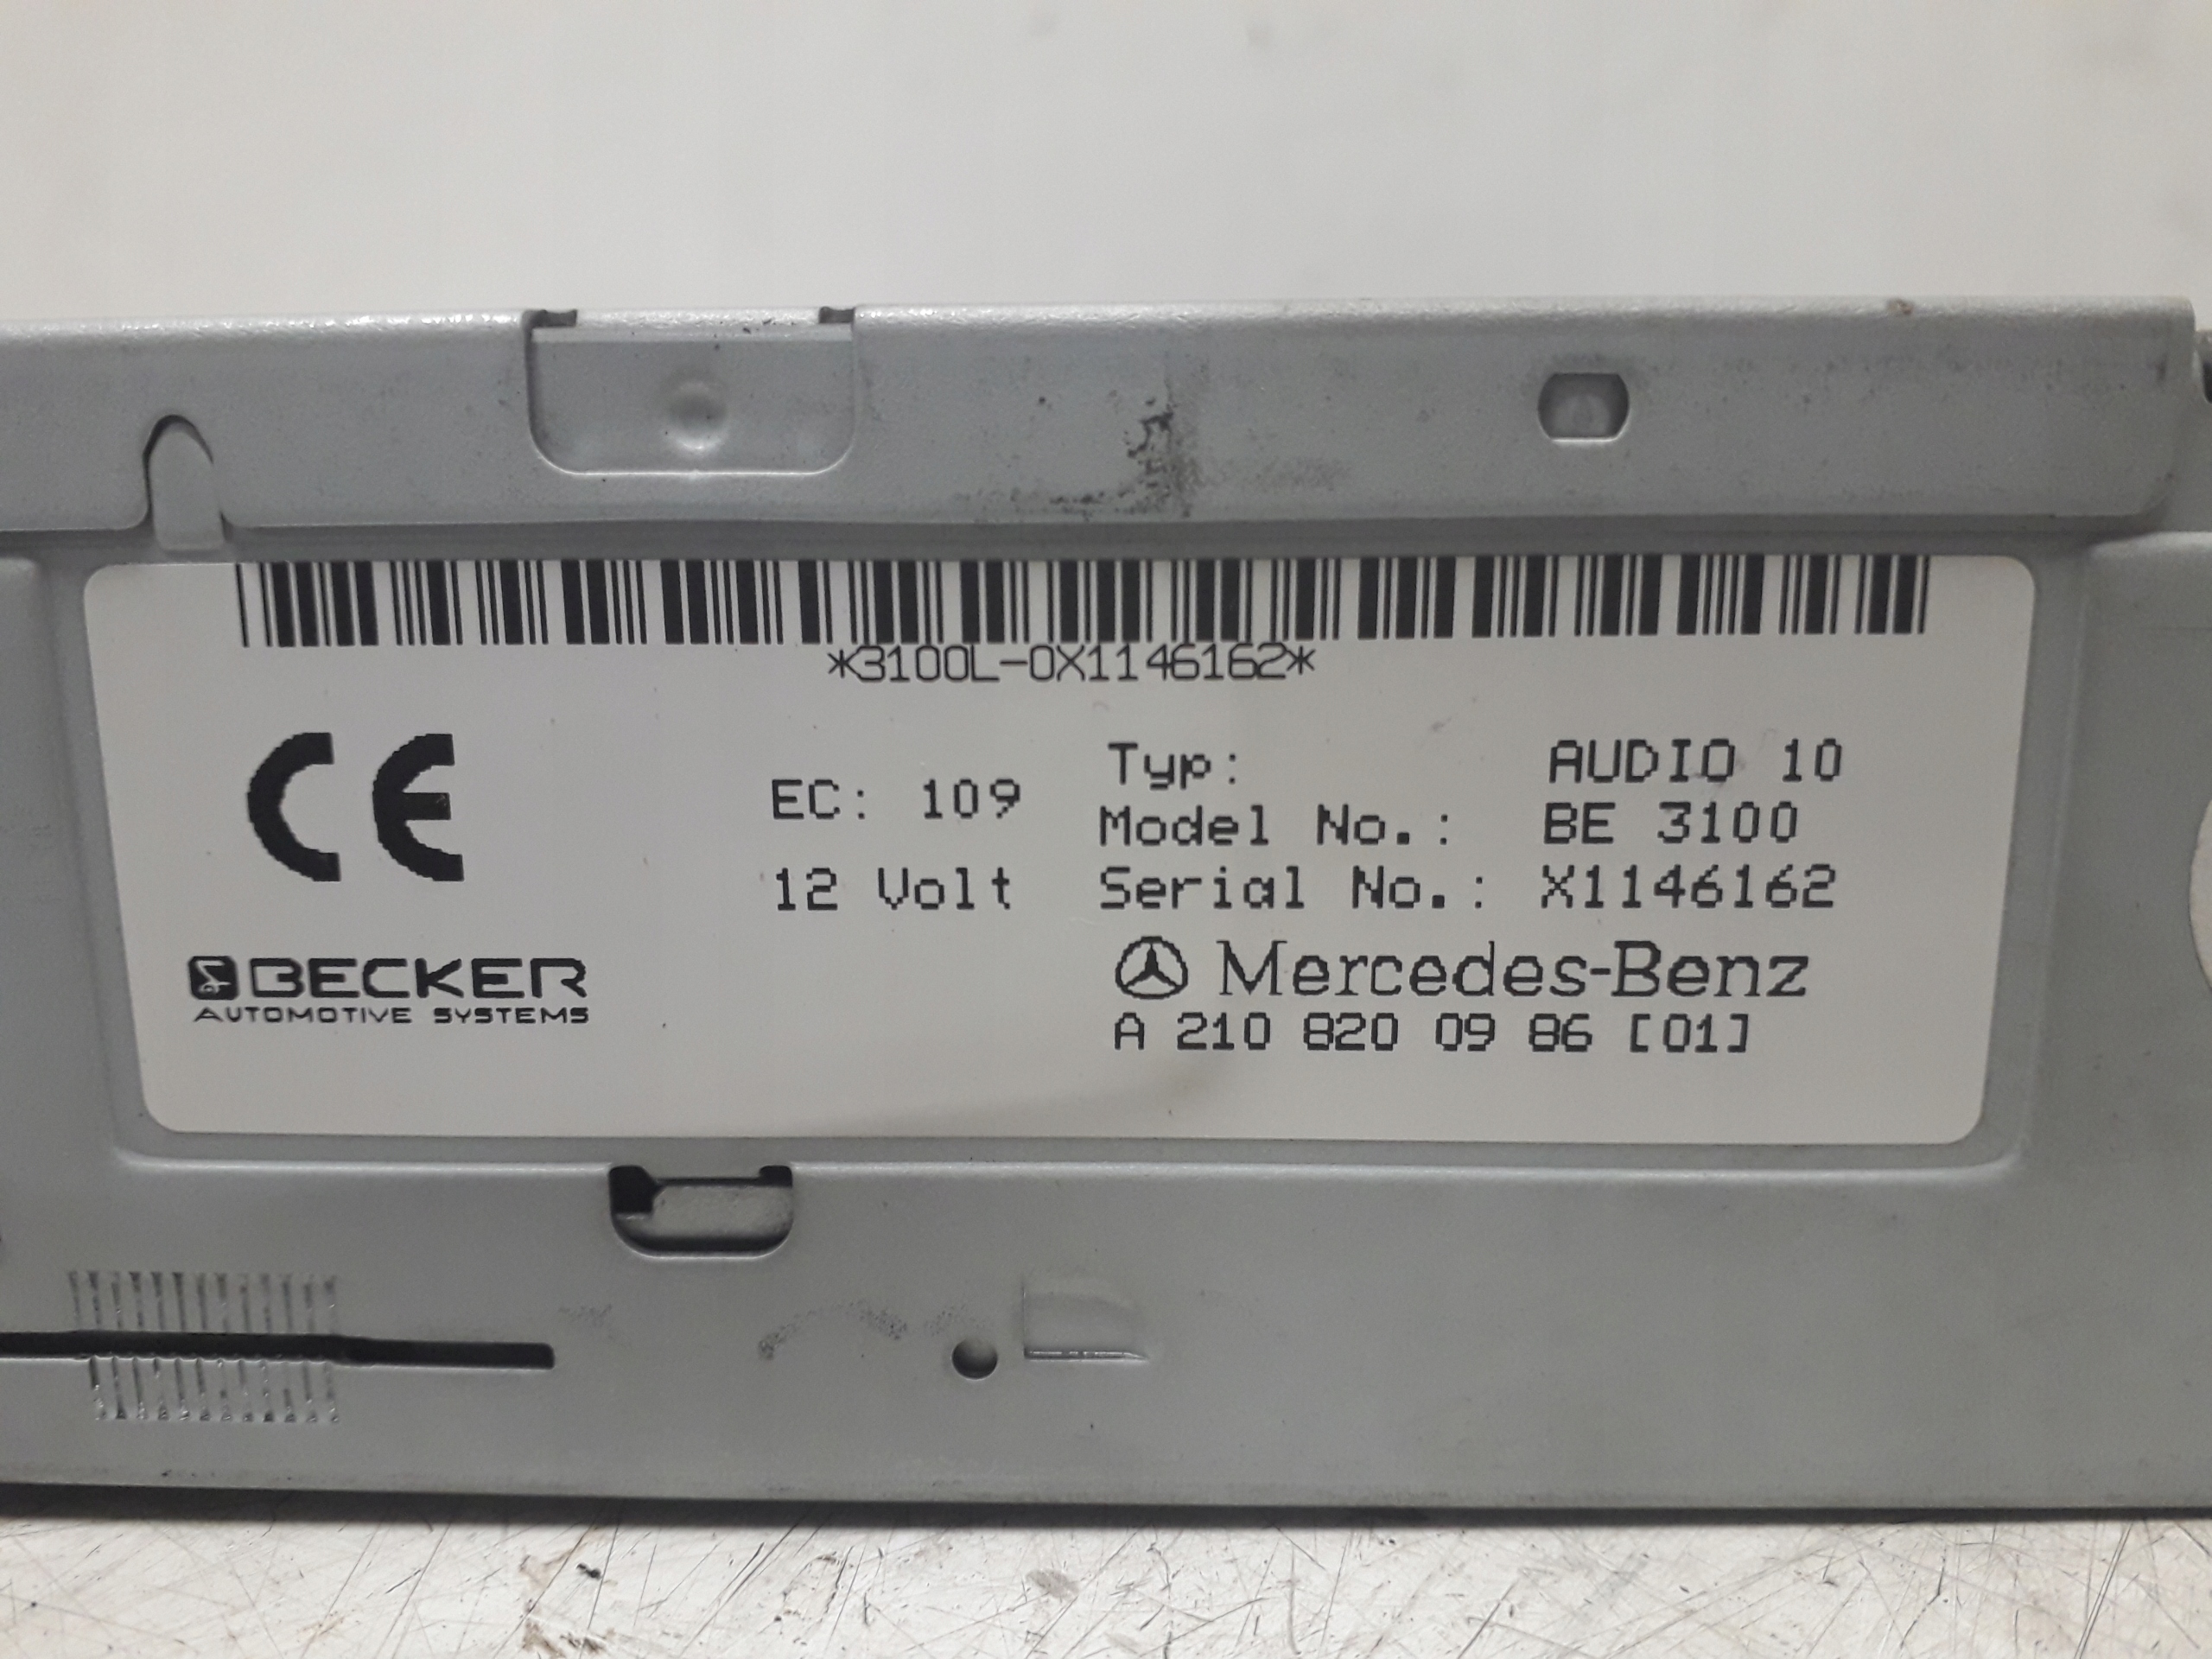 *3100L-0X1146162*
CE
EC: 109
12 Volt
Typ: AUDIO 10
Model No.: BE 3100
Serial No.: X1146162
BECKER
AUTOMOTIVE SYSTEMS
Mercedes-Benz
A 210 820 09 86 [01]